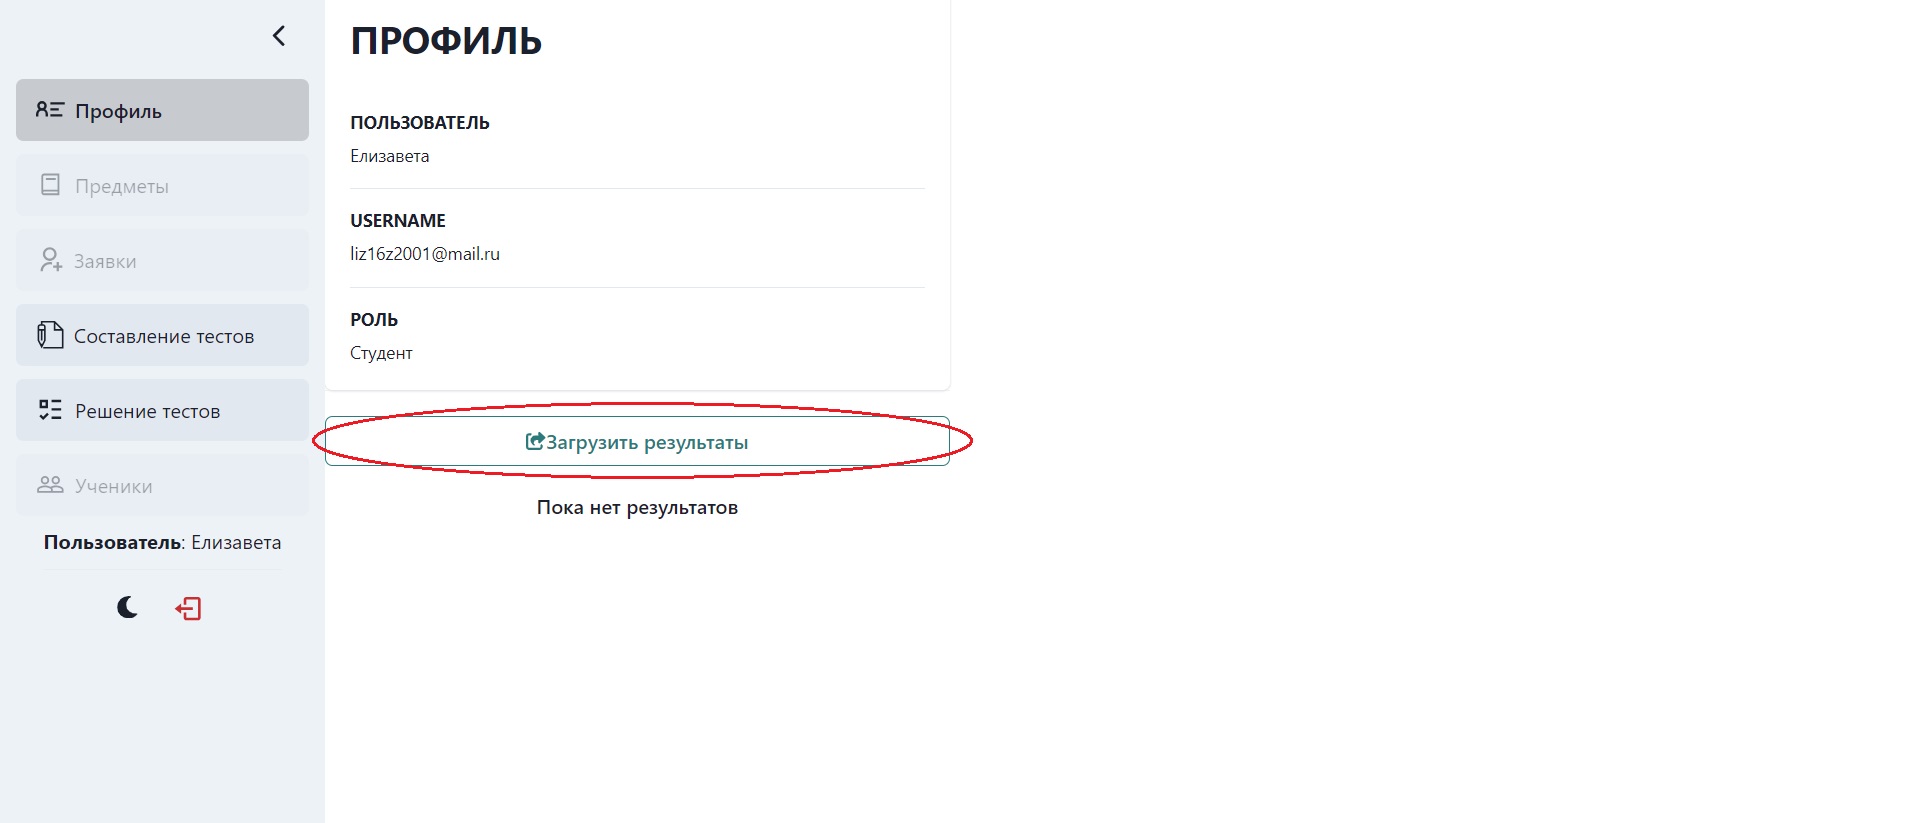 Профиль
Предметы
Заявки
Составление тестов
Решение тестов
Ученики
Пользователь: Елизавета
ПРОФИЛЬ
ПОЛЬЗОВАТЕЛЬ
Елизавета
USERNAME
liz16z2001@mail.ru
РОЛЬ
Студент
Загрузить результаты
Пока нет результатов